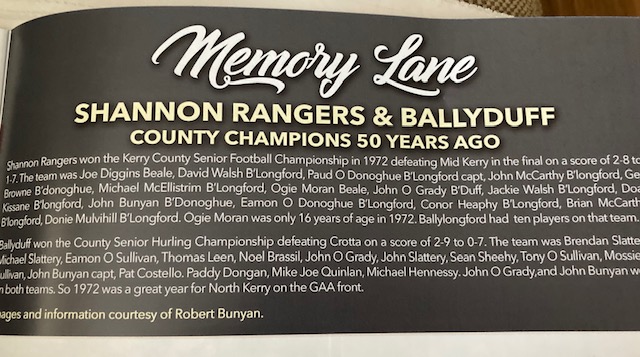 Memory Lane
SHANNON RANGERS & BALLYDUFF
COUNTY CHAMPIONS 50 YEARS AGO
Shannon Rangers won the Kerry County Senior Football Championship in 1972 defeating Mid Kerry in the final on a score of 2-8 to
1-7. The team was Joe Diggins Beale, David Walsh B'Longford, Paud O Donoghue B'Longford capt, John McCarthy B'longford,
Browne B'donoghue, Michael McEllistrim B'Longford, Ogie Moran Beale, John O Grady B'Duff, Jackie Walsh B'Longford,
Kissane B'longford, John Bunyan B'Donoghue, Eamon O Donoghue B'Longford, Conor Heaphy B'Longford, Brian
B'longford, Donie Mulvihill B'Longford. Ogie Moran was only 16 years of age in 1972. Ballylongford had ten players on that team.
Ballyduff won the County Senior Hurling Championship defeating Crotta on a score of 2-9 to 0-7. The team was Brendan
Michael Slattery, Eamon O Sullivan, Thomas Leen, Noel Brassil, John O Grady, John Slattery, Sean Sheehy, Tony O Sullivan, Mossie
ullivan, John Bunyan capt, Pat Costello. Paddy Dongan, Mike Joe Quinlan, Michael Hennessy. John O Grady,and John Bunyan
n both teams. So 1972 was a great year for North Kerry on the GAA front.
ages and information courtesy of Robert Bunyan.